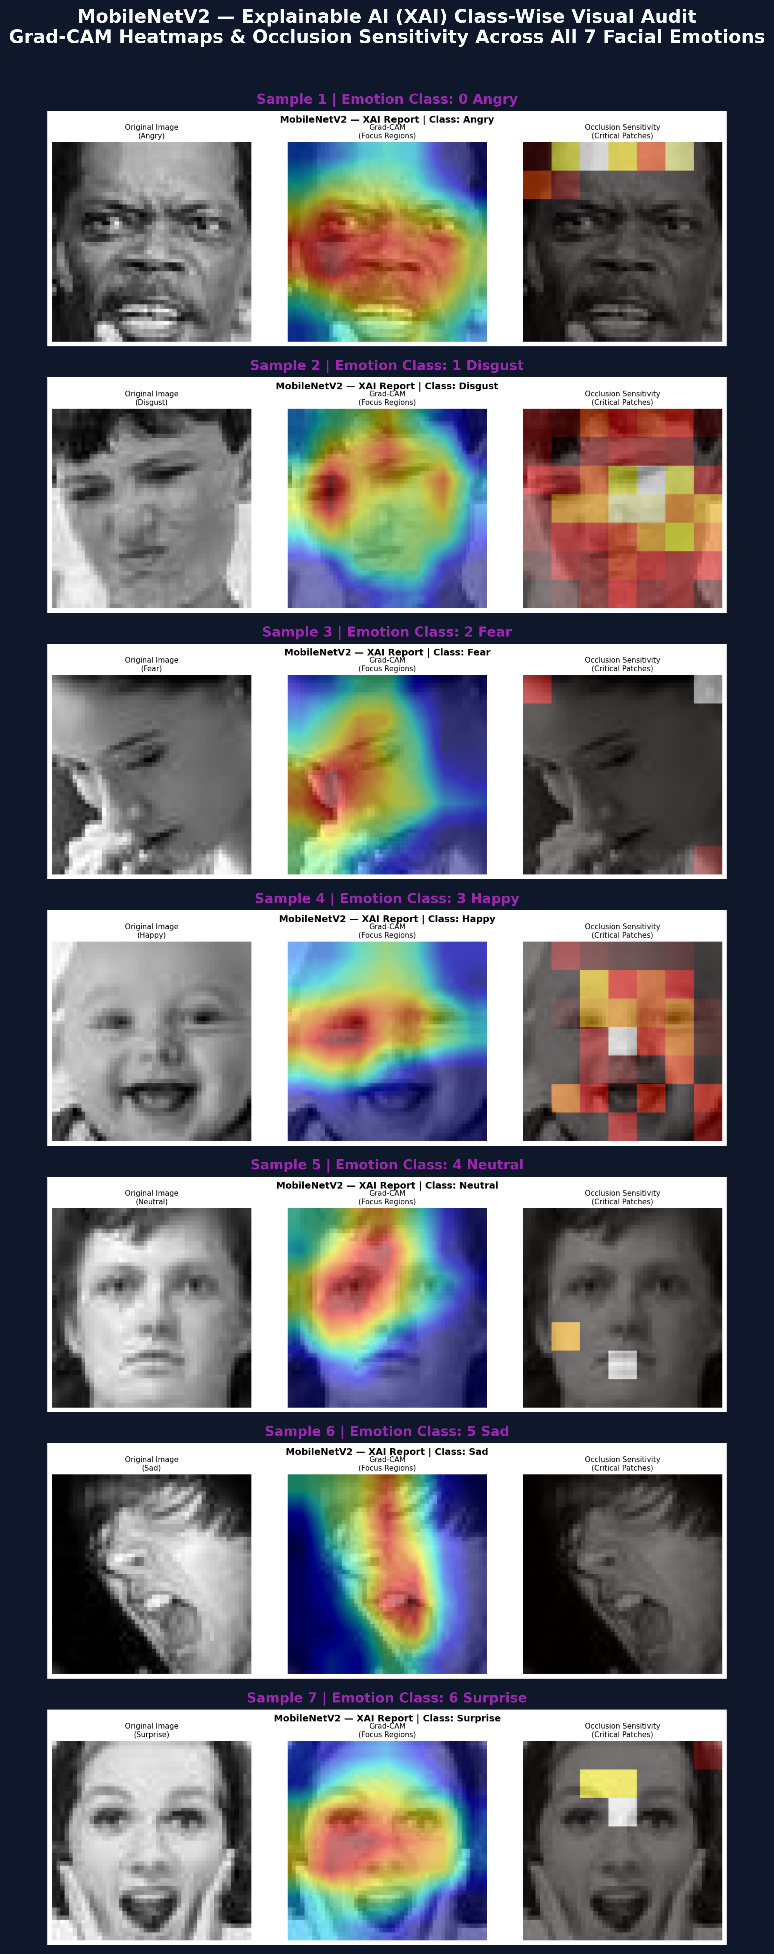 MobileNetV2 — Explainable AI (XAI) Class-Wise Visual Audit
Grad-CAM Heatmaps & Occlusion Sensitivity Across All 7 Facial Emotions
Sample 1 | Emotion Class: 0 Angry
MobileNetV2 — XAI Report | Class: Angry
Original Image
(Angry)
Grad-CAM
(Focus Regions)
Occlusion Sensitivity
(Critical Patches)
Sample 2 | Emotion Class: 1 Disgust
MobileNetV2 — XAI Report | Class: Disgust
Original Image
(Disgust)
Grad-CAM
(Focus Regions)
Occlusion Sensitivity
(Critical Patches)
Sample 3 | Emotion Class: 2 Fear
MobileNetV2 — XAI Report | Class: Fear
Original Image
(Fear)
Grad-CAM
(Focus Regions)
Occlusion Sensitivity
(Critical Patches)
Sample 4 | Emotion Class: 3 Happy
MobileNetV2 — XAI Report | Class: Happy
Original Image
(Happy)
Grad-CAM
(Focus Regions)
Occlusion Sensitivity
(Critical Patches)
Sample 5 | Emotion Class: 4 Neutral
MobileNetV2 — XAI Report | Class: Neutral
Original Image
(Neutral)
Grad-CAM
(Focus Regions)
Occlusion Sensitivity
(Critical Patches)
Sample 6 | Emotion Class: 5 Sad
MobileNetV2 — XAI Report | Class: Sad
Original Image
(Sad)
Grad-CAM
(Focus Regions)
Occlusion Sensitivity
(Critical Patches)
Sample 7 | Emotion Class: 6 Surprise
MobileNetV2 — XAI Report | Class: Surprise
Original Image
(Surprise)
Grad-CAM
(Focus Regions)
Occlusion Sensitivity
(Critical Patches)